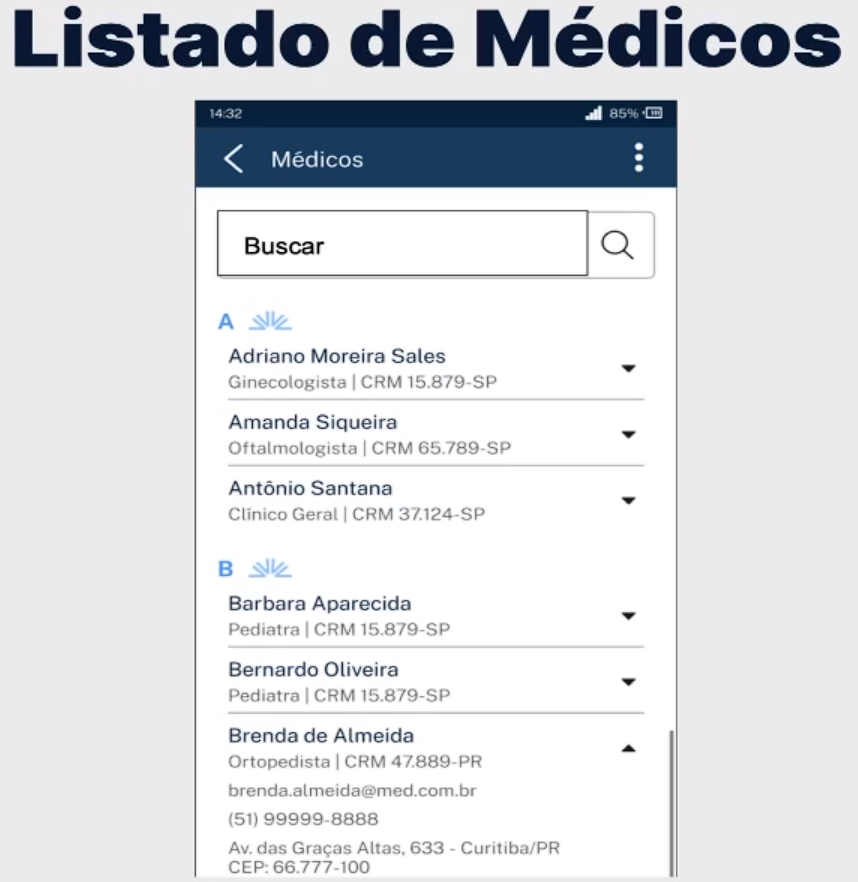 Listado de Médicos
14:32
85%
Médicos
Buscar
A
Adriano Moreira Sales
Ginecologista | CRM 15.879-SP
Amanda Siqueira
Oftalmologista | CRM 65.789-SP
Antônio Santana
Clínico Geral | CRM 37.124-SP
B
Barbara Aparecida
Pediatra | CRM 15.879-SP
Bernardo Oliveira
Pediatra | CRM 15.879-SP
Brenda de Almeida
Ortopedista | CRM 47.889-PR
brenda.almeida@med.com.br
(51) 99999-8888
Av. das Graças Altas, 633 - Curitiba/PR
CEP: 66.777-100